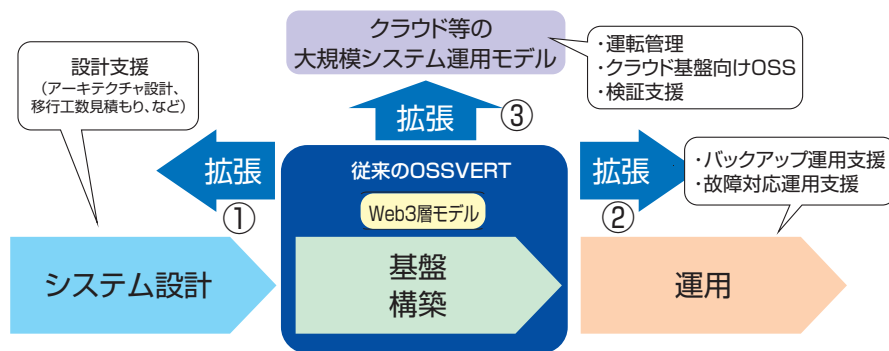 クラウド等の
大規模システム運用モデル
・運転管理
・クラウド基盤向けOSS
・検証支援
設計支援
（アーキテクチャ設計、
移行工数見積もり、など）
拡張
③
拡張
①
従来のOSSVERT
Web3層モデル
拡張
②
・バックアップ運用支援
・故障対応運用支援
システム設計
基盤
構築
運用